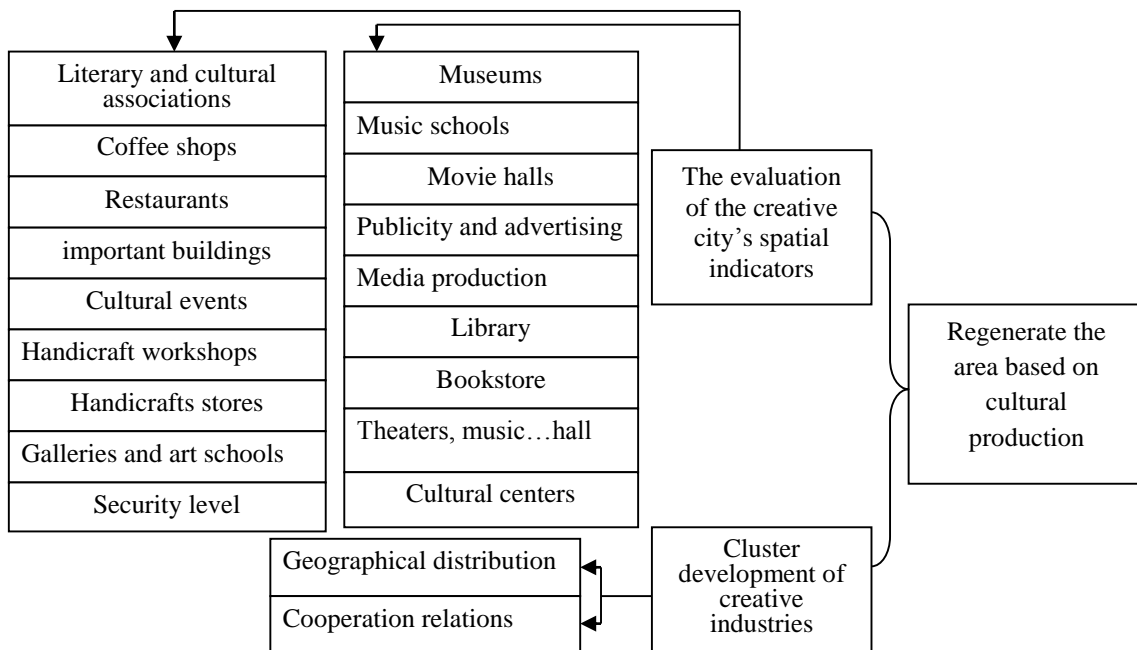 Literary and cultural
associations
Coffee shops
Restaurants
important buildings
Cultural events
Handicraft workshops
Handicrafts stores
Galleries and art schools
Security level
Museums
Music schools
Movie halls
Publicity and advertising
Media production
Library
Bookstore
Theaters, music…hall
Cultural centers
The evaluation
of the creative
city’s spatial
indicators
Regenerate the
area based on
cultural
production
Geographical distribution
Cooperation relations
Cluster
development of
creative
industries